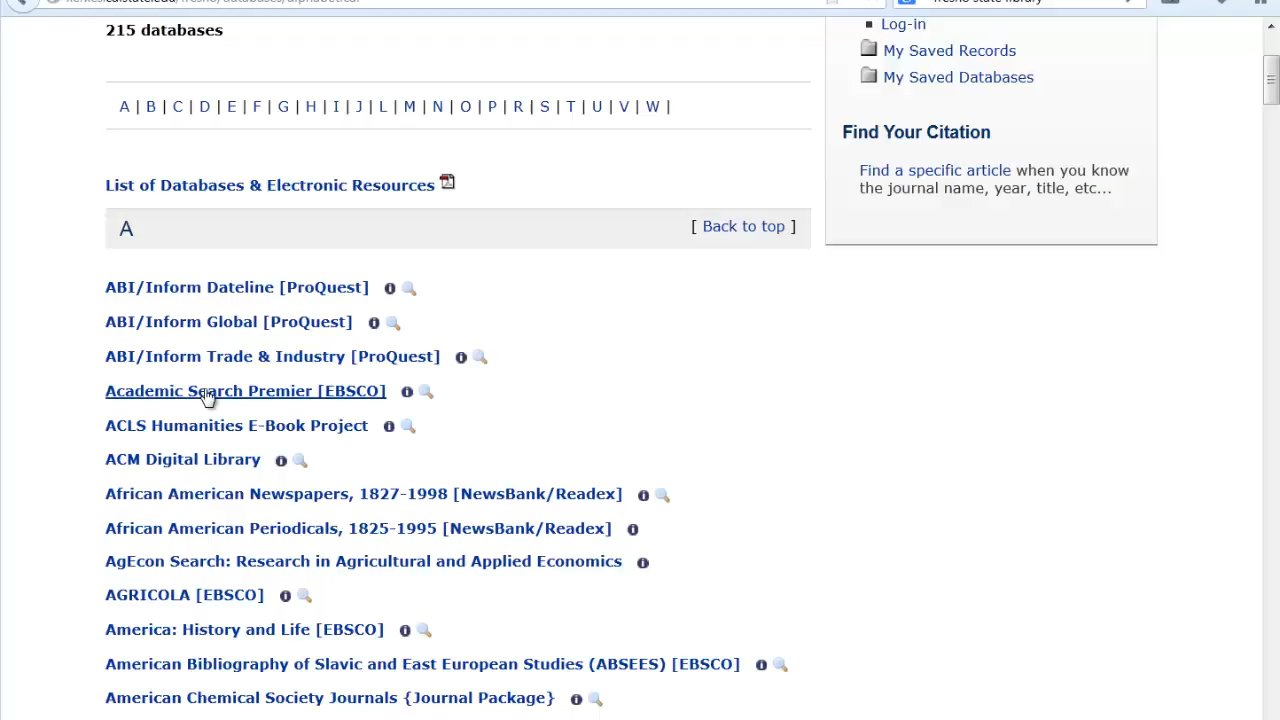 215 databases
Log-in
My Saved Records
My Saved Databases
A | B | C | D | E | F | G | H | I | J | L | M | N | O | P | R | S | T | U | V | W |
Find Your Citation
Find a specific article when you know
the journal name, year, title, etc...
List of Databases & Electronic Resources
A
[ Back to top ]
ABI/Inform Dateline [ProQuest]
ABI/Inform Global [ProQuest]
ABI/Inform Trade & Industry [ProQuest]
Academic Search Premier [EBSCO]
ACLS Humanities E-Book Project
ACM Digital Library
African American Newspapers, 1827-1998 [NewsBank/Readex]
African American Periodicals, 1825-1995 [NewsBank/Readex]
AgEcon Search: Research in Agricultural and Applied Economics
AGRICOLA [EBSCO]
America: History and Life [EBSCO]
American Bibliography of Slavic and East European Studies (ABSEES) [EBSCO]
American Chemical Society Journals {Journal Package}